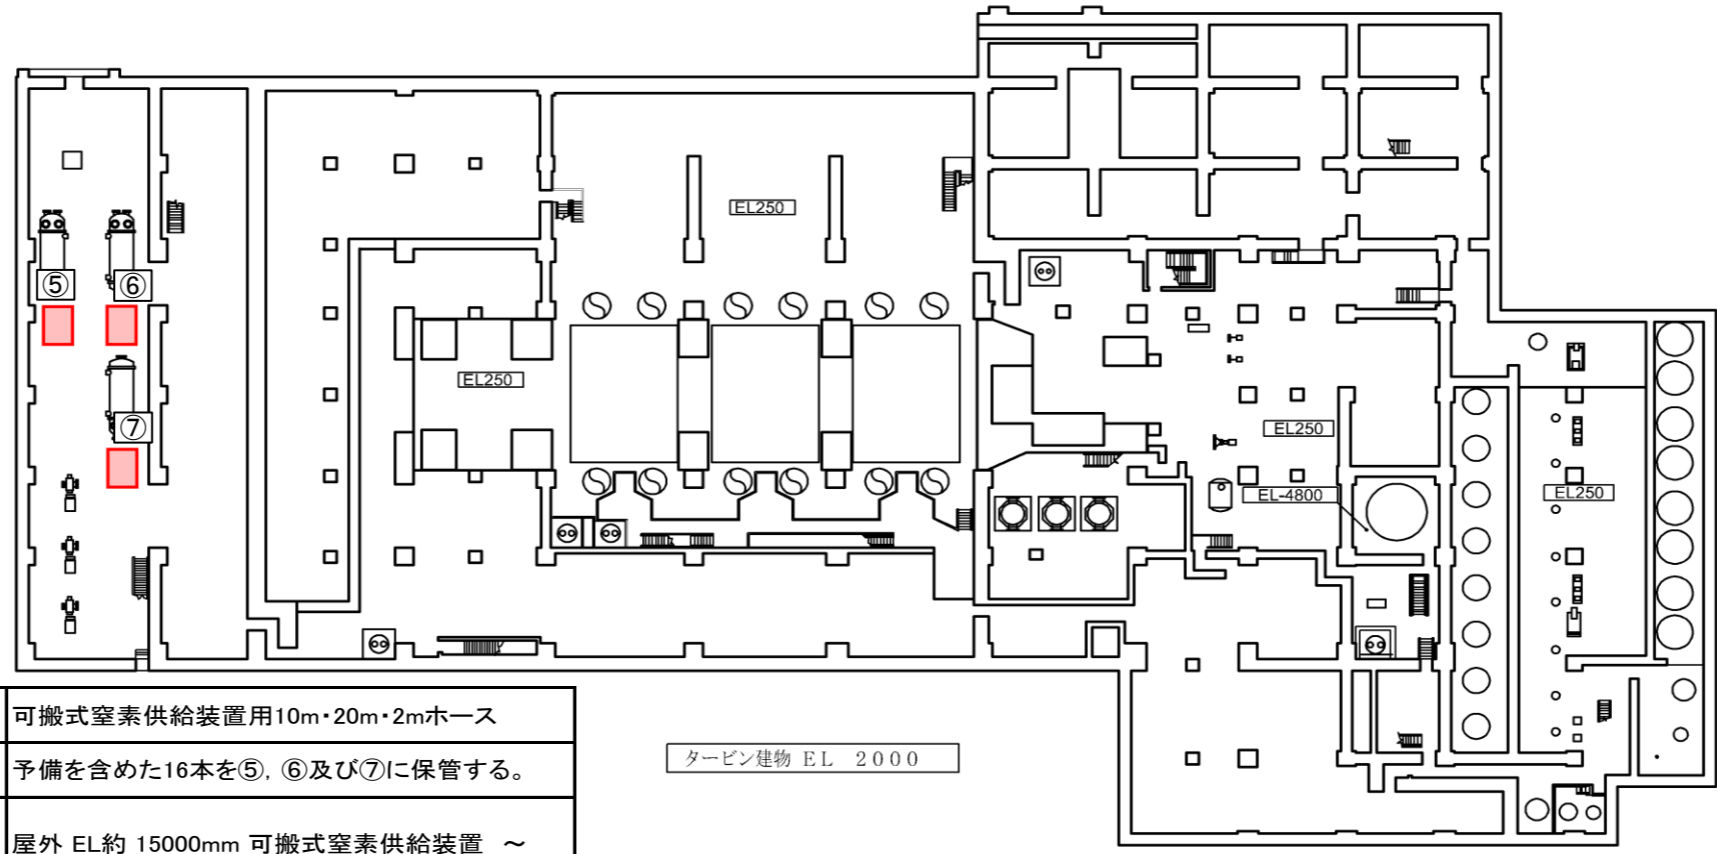 EL250
⑤
⑥
EL250
⑦
EL250
EL-4800
EL250
可搬式窒素供給装置用10m・20m・2mホース
予備を含めた16本を⑤, ⑥及び⑦に保管する。
屋外 EL約 15000mm 可搬式窒素供給装置 ～
タービン建物 EL 2000